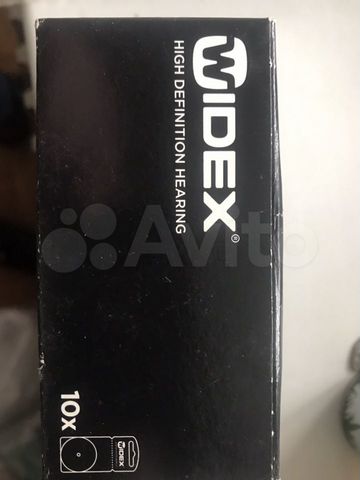 WIDEX®
HIGH DEFINITION HEARING
10x
WIDEX
Avito